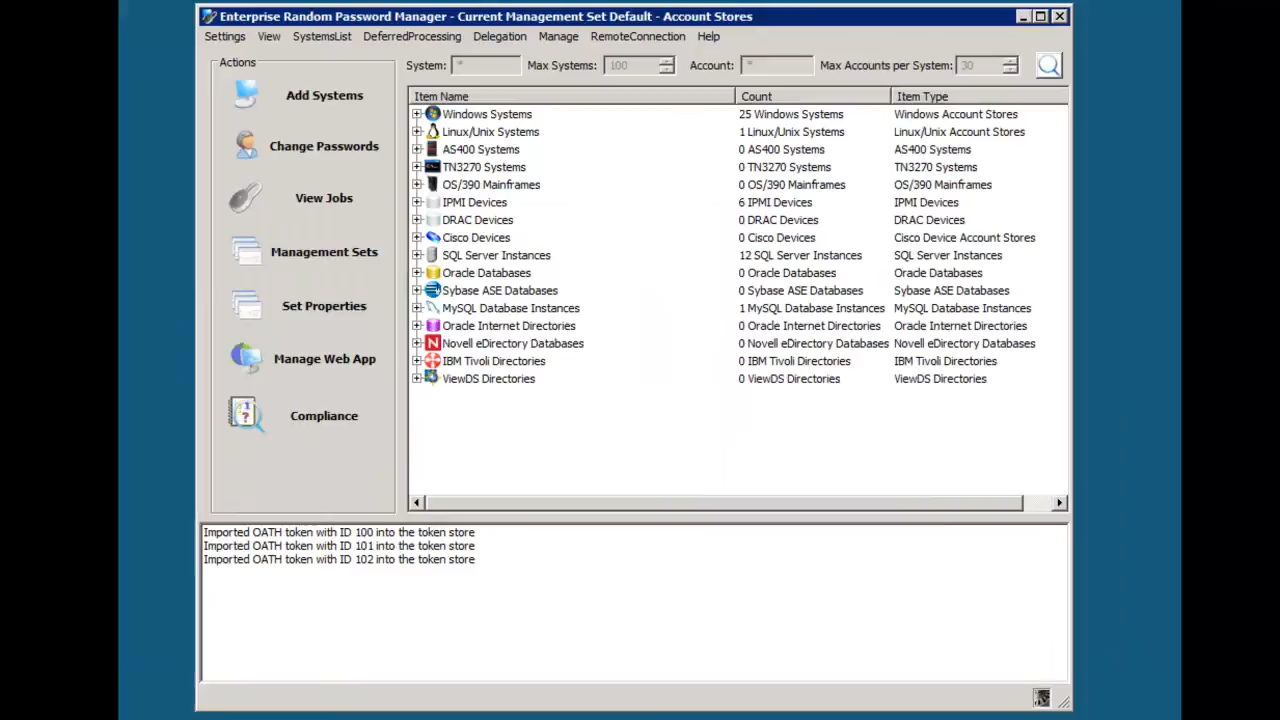 Enterprise Random Password Manager - Current Management Set Default - Account Stores
Settings View SystemsList DeferredProcessing Delegation Manage RemoteConnection Help
Actions
Add Systems
Change Passwords
View Jobs
Management Sets
Set Properties
Manage Web App
Compliance
System: * Max Systems: 100 Account: * Max Accounts per System: 30
Item Name Count Item Type
Windows Systems 25 Windows Systems Windows Account Stores
Linux/Unix Systems 1 Linux/Unix Systems Linux/Unix Account Stores
AS400 Systems 0 AS400 Systems AS400 Systems
TN3270 Systems 0 TN3270 Systems TN3270 Systems
OS/390 Mainframes 0 OS/390 Mainframes OS/390 Mainframes
IPMI Devices 6 IPMI Devices IPMI Devices
DRAC Devices 0 DRAC Devices DRAC Devices
Cisco Devices 0 Cisco Devices Cisco Device Account Stores
SQL Server Instances 12 SQL Server Instances SQL Server Instances
Oracle Databases 0 Oracle Databases Oracle Databases
Sybase ASE Databases 0 Sybase ASE Databases Sybase ASE Databases
MySQL Database Instances 1 MySQL Database Instances MySQL Database Instances
Oracle Internet Directories 0 Oracle Internet Directories Oracle Internet Directories
Novell eDirectory Databases 0 Novell eDirectory Databases Novell eDirectory Databases
IBM Tivoli Directories 0 IBM Tivoli Directories IBM Tivoli Directories
ViewDS Directories 0 ViewDS Directories ViewDS Directories
Imported OATH token with ID 100 into the token store
Imported OATH token with ID 101 into the token store
Imported OATH token with ID 102 into the token store